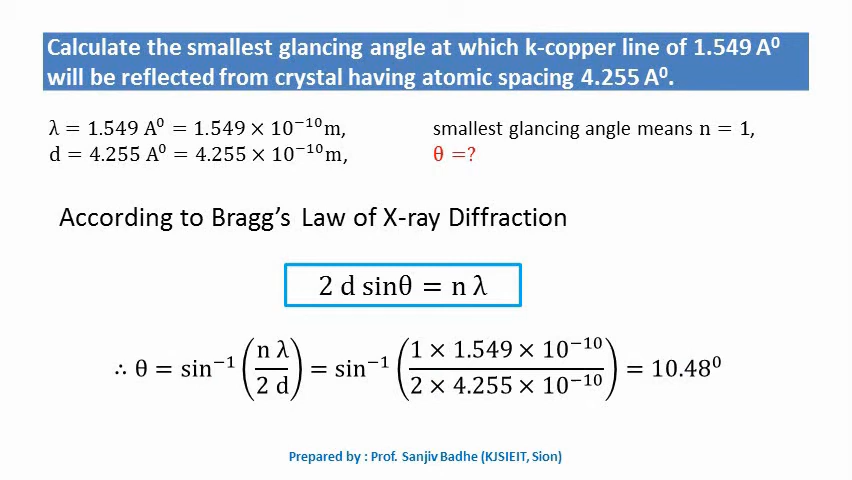 Calculate the smallest glancing angle at which k-copper line of 1.549 A⁰
will be reflected from crystal having atomic spacing 4.255 A⁰.
λ = 1.549 A⁰ = 1.549 × 10⁻¹⁰m,
d = 4.255 A⁰ = 4.255 × 10⁻¹⁰m,
smallest glancing angle means n = 1,
θ =?
According to Bragg’s Law of X-ray Diffraction
2 d sinθ = n λ
∴ θ = sin⁻¹ (n λ / 2 d) = sin⁻¹ (1 × 1.549 × 10⁻¹⁰ / 2 × 4.255 × 10⁻¹⁰) = 10.48⁰
Prepared by : Prof. Sanjiv Badhe (KJSIEIT, Sion)